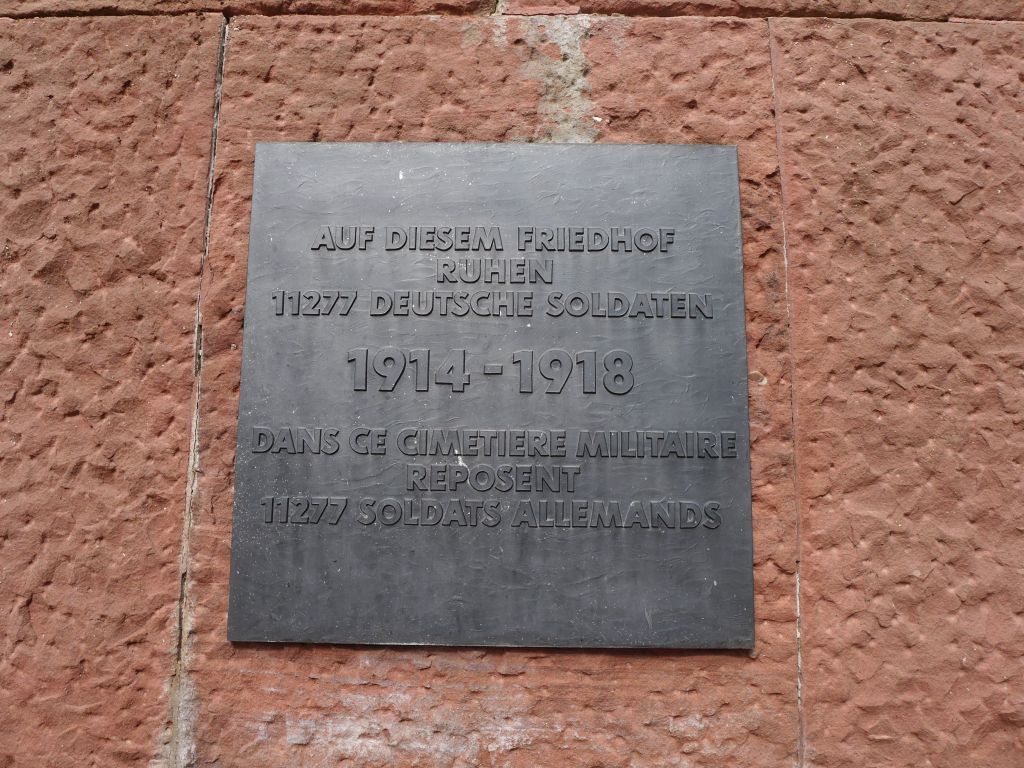 AUF DIESEM FRIEDHOF
RUHEN
11277 DEUTSCHE SOLDATEN
1914 - 1918
DANS CE CIMETIERE MILITAIRE
REPOSENT
11277 SOLDATS ALLEMANDS